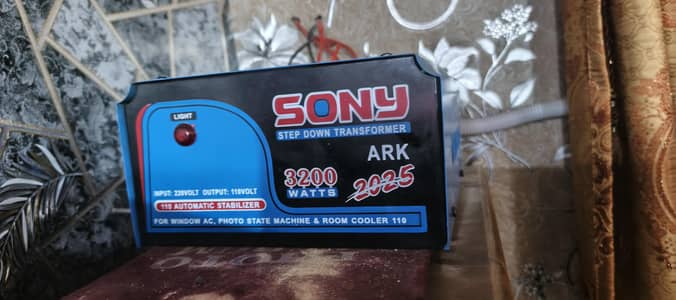 LIGHT
SONY
STEP DOWN TRANSFORMER
ARK
3200
WATTS
2025
INPUT: 220VOLT OUTPUT: 110VOLT
110 AUTOMATIC STABILIZER
FOR WINDOW AC, PHOTO STATE MACHINE & ROOM COOLER 110